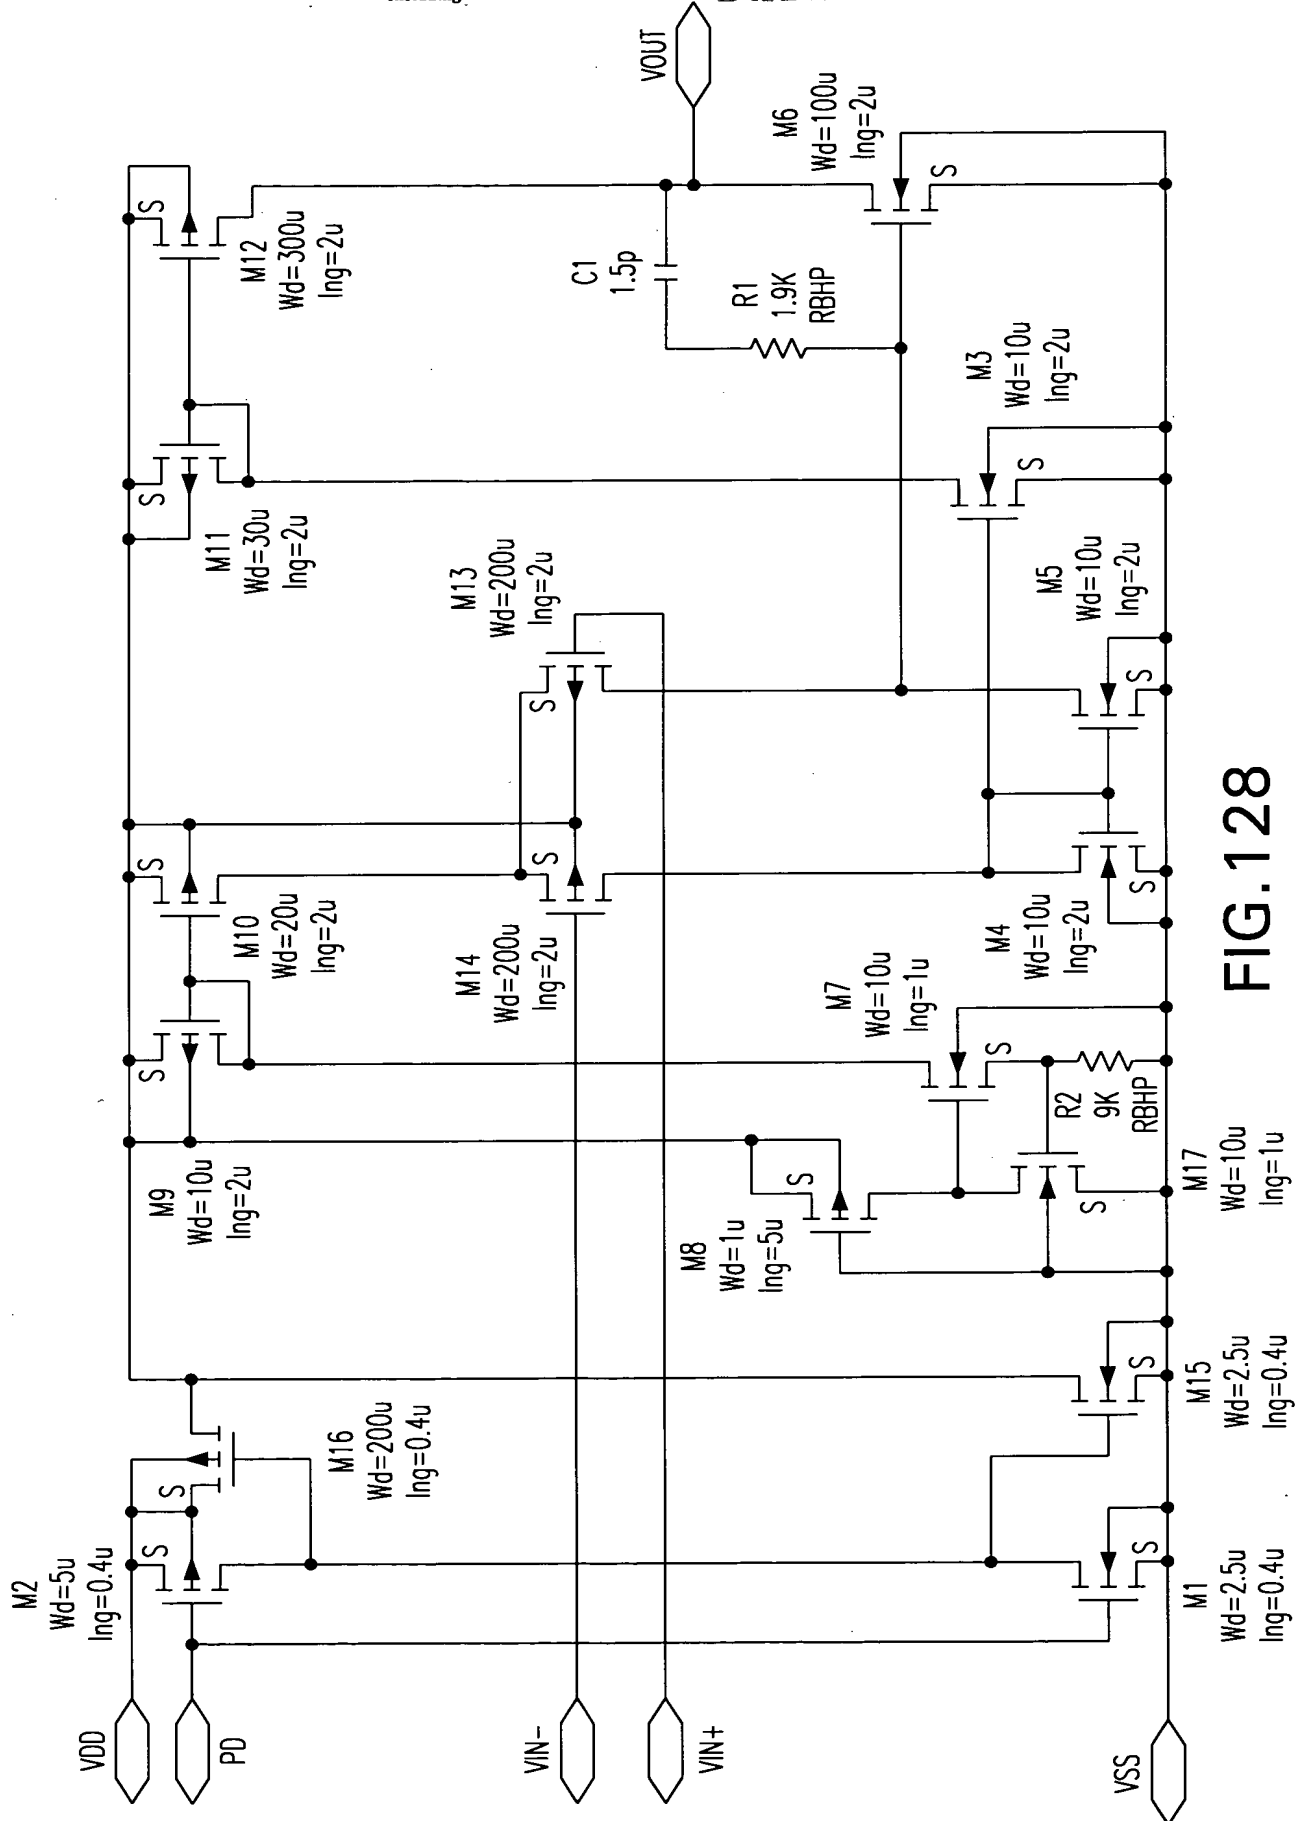 VDD
PD
VIN-
VIN+
VSS
VOUT
M2
Wd=5u
lng=0.4u
S
M16
Wd=200u
lng=0.4u
S
M1
Wd=2.5u
lng=0.4u
S
M15
Wd=2.5u
lng=0.4u
S
M9
Wd=10u
lng=2u
S
M10
Wd=20u
lng=2u
S
M8
Wd=1u
lng=5u
S
M7
Wd=10u
lng=1u
S
R2
9K
RBHP
M17
Wd=10u
lng=1u
S
M14
Wd=200u
lng=2u
S
M13
Wd=200u
lng=2u
S
M4
Wd=10u
lng=2u
S
M5
Wd=10u
lng=2u
S
M11
Wd=30u
lng=2u
S
M12
Wd=300u
lng=2u
S
M3
Wd=10u
lng=2u
S
C1
1.5p
R1
1.9K
RBHP
M6
Wd=100u
lng=2u
S
FIG.128